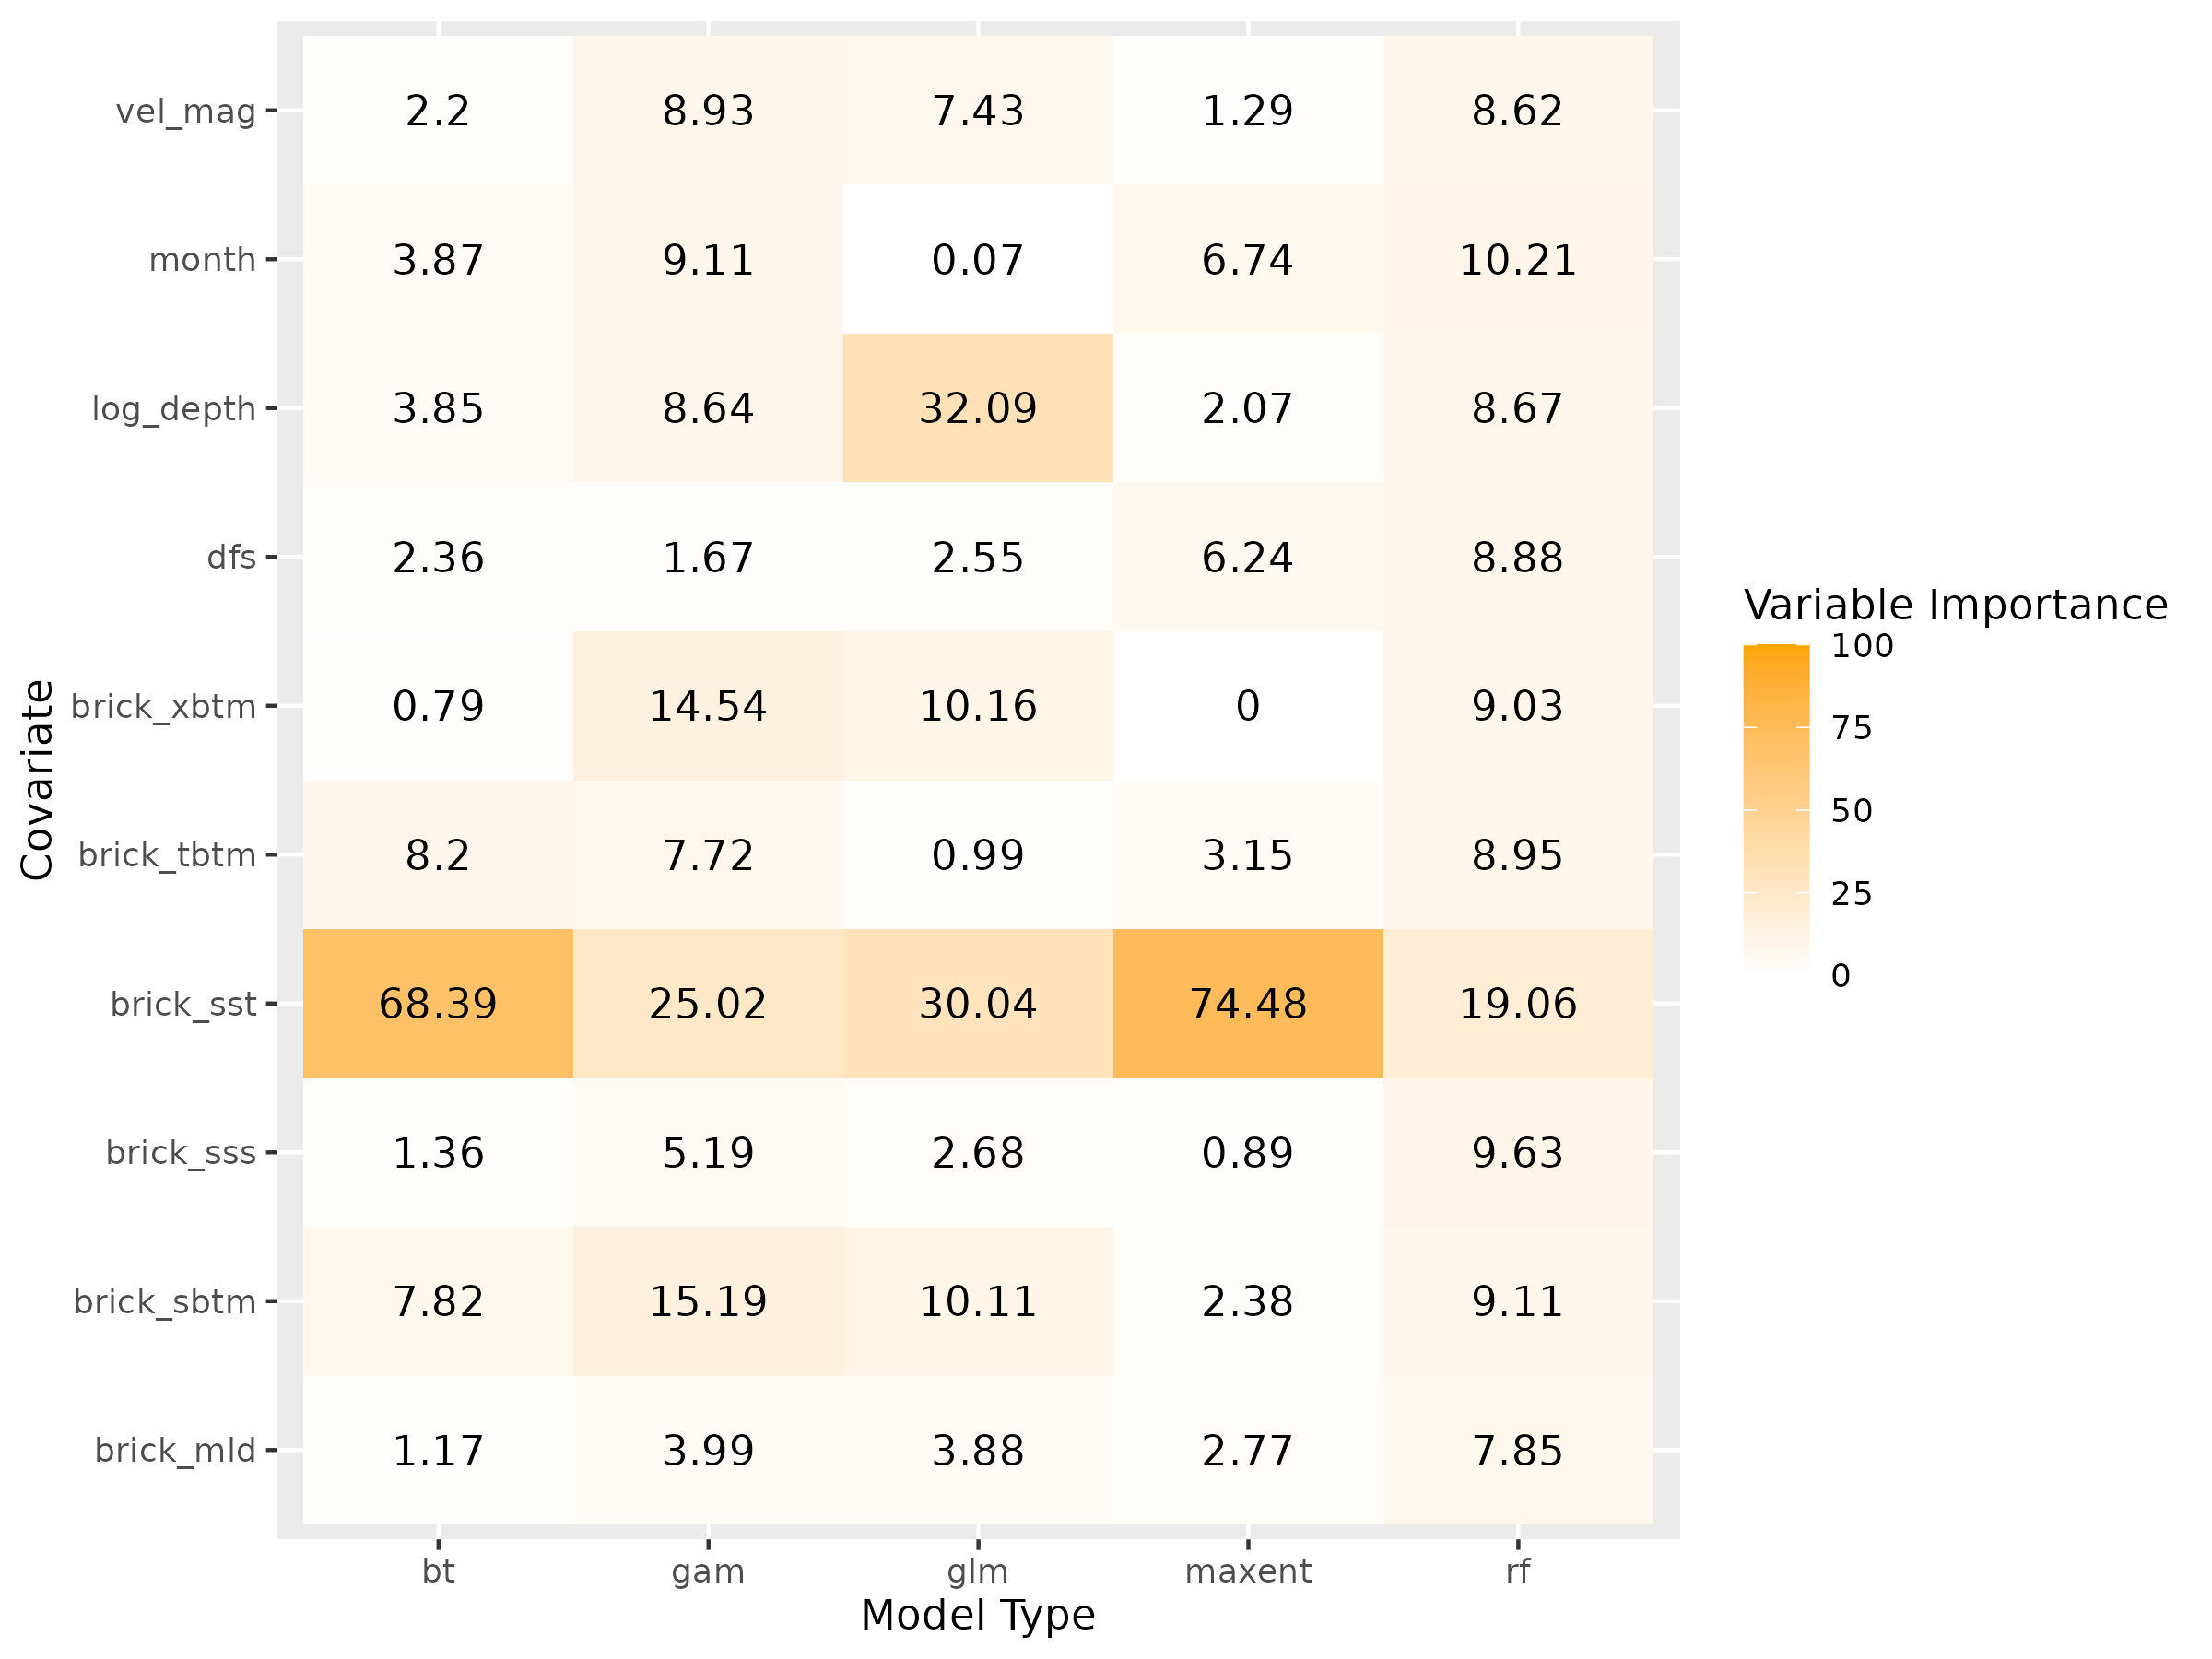 vel_mag 2.2 8.93 7.43 1.29 8.62
month 3.87 9.11 0.07 6.74 10.21
log_depth 3.85 8.64 32.09 2.07 8.67
dfs 2.36 1.67 2.55 6.24 8.88
brick_xbtm 0.79 14.54 10.16 0 9.03
brick_tbtm 8.2 7.72 0.99 3.15 8.95
brick_sst 68.39 25.02 30.04 74.48 19.06
brick_sss 1.36 5.19 2.68 0.89 9.63
brick_sbtm 7.82 15.19 10.11 2.38 9.11
brick_mld 1.17 3.99 3.88 2.77 7.85
bt gam glm maxent rf
Model Type
Covariate
Variable Importance
100
75
50
25
0